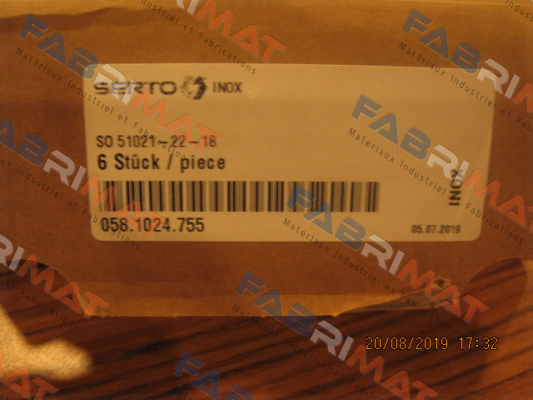 SERTO INOX
SO 51021-22-18
6 Stück / piece
058.1024.755
05.07.2019
INOX
20/08/2019 17:32
FABRIMAT
Materiaux Industriel et Fabrications